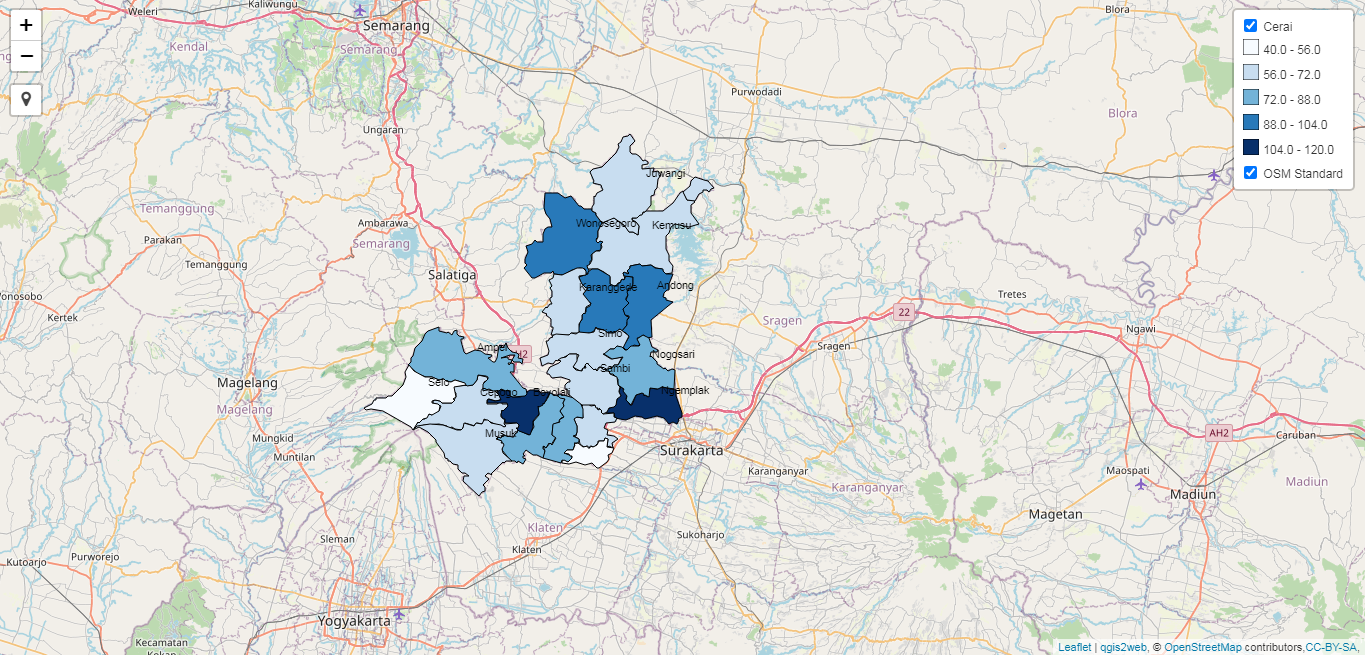 +
−
Weleri
Kaliwungu
Semarang
Blora
Kendal
Semarang
Cerai
40.0 - 56.0
56.0 - 72.0
72.0 - 88.0
88.0 - 104.0
104.0 - 120.0
OSM Standard
Purwodadi
Blora
Ungaran
Juwangi
Temanggung
Ambarawa
Wonosegoro
Kemusu
Parakan
Semarang
Temanggung
Salatiga
Karanggede
Andong
Tretes
Kertek
22
Sragen
Ngawi
Simo
Sragen
Ampel
Nogosari
Sambi
Magelang
Selo
Cepogo
Boyolali
Ngemplak
Magelang
Musuk
AH2
Caruban
Mungkid
Muntilan
Surakarta
Karanganyar
Maospati
Karanganyar
Madiun
Madiun
Magetan
Klaten
Sleman
Klaten
Sukoharjo
Purworejo
Kutoarjo
Yogyakarta
Kecamatan
Leaflet | qgis2web, © OpenStreetMap contributors,CC-BY-SA,